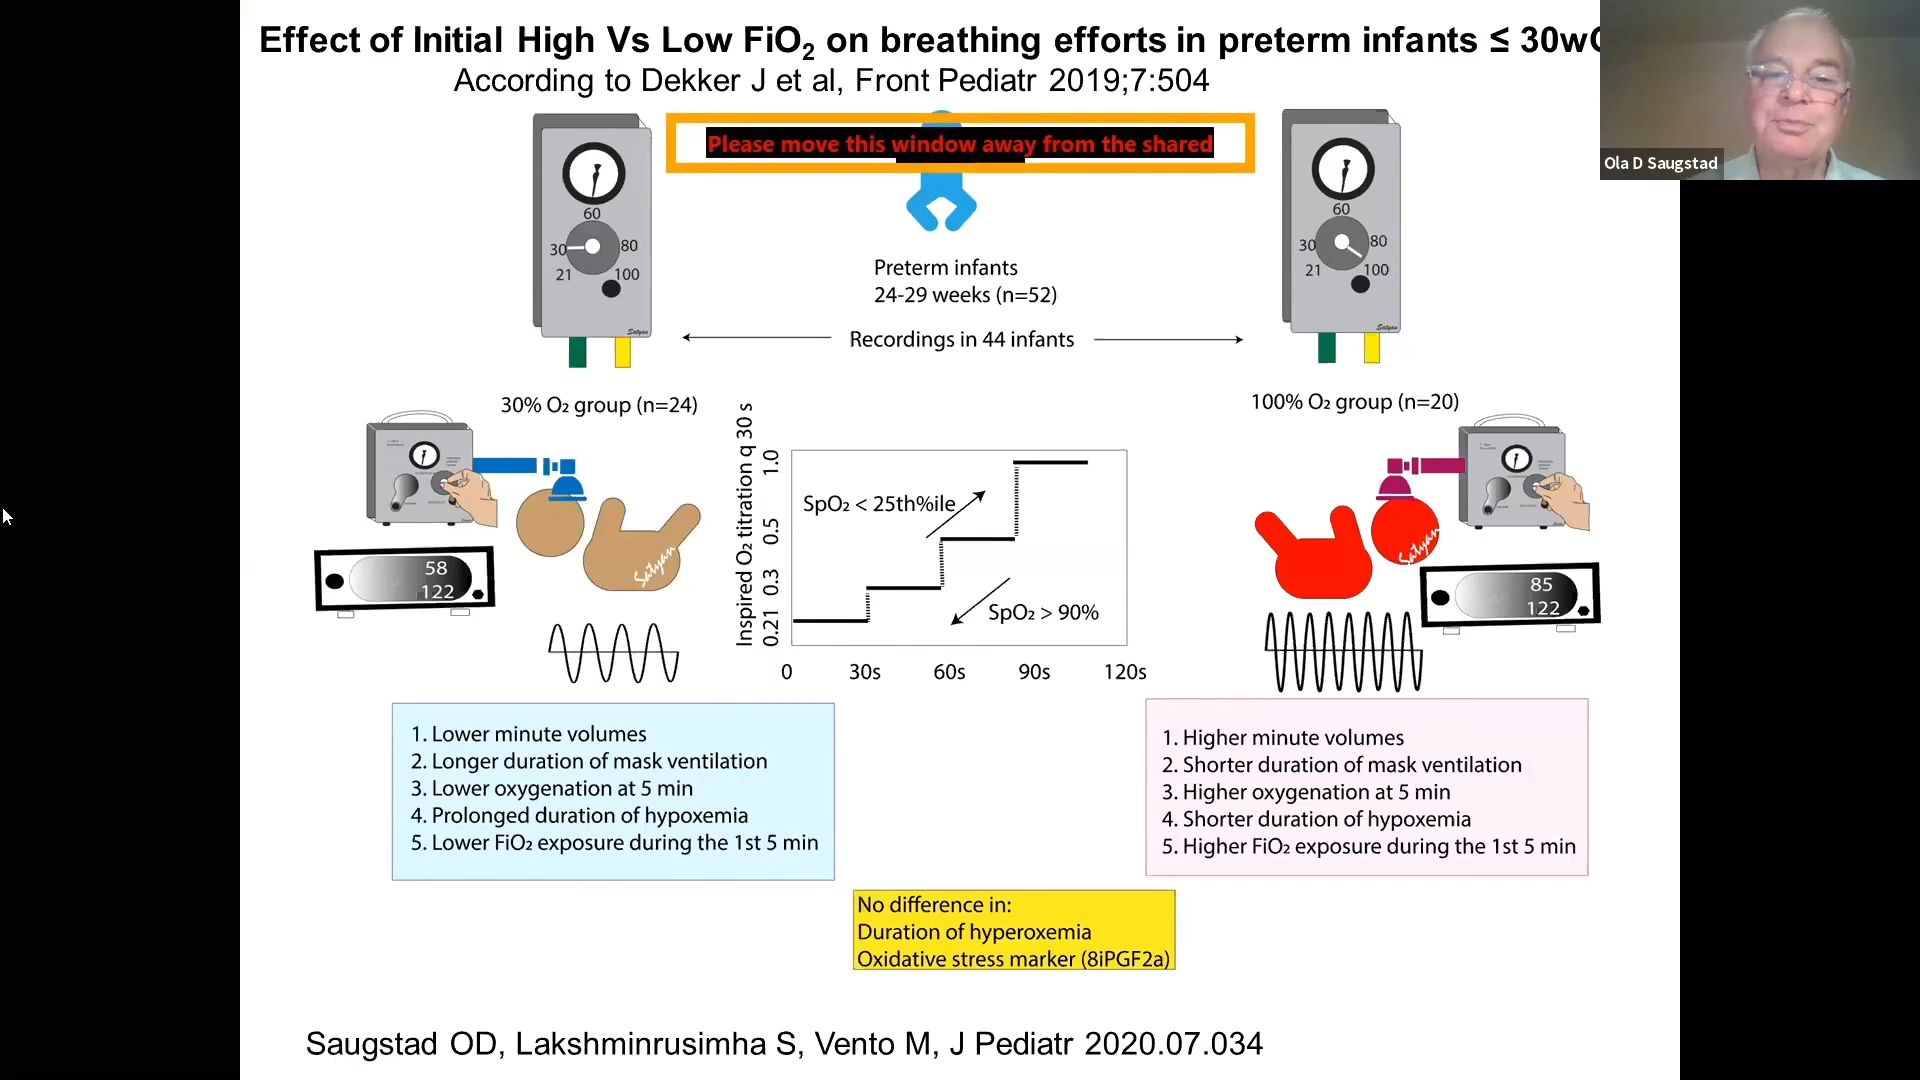 Effect of Initial High Vs Low FiO₂ on breathing efforts in preterm infants ≤ 30w
According to Dekker J et al, Front Pediatr 2019;7:504
Ola D Saugstad
Please move this window away from the shared
60
30
80
21
100
Satyan
60
30
80
21
100
Satyan
Preterm infants
24-29 weeks (n=52)
Recordings in 44 infants
30% O₂ group (n=24)
100% O₂ group (n=20)
58
122
Satyan
Inspired O₂ titration q 30 s
1.0
0.5
0.3
0.21
SpO₂ < 25th%ile
SpO₂ > 90%
0
30s
60s
90s
120s
Satyan
85
122
1. Lower minute volumes
2. Longer duration of mask ventilation
3. Lower oxygenation at 5 min
4. Prolonged duration of hypoxemia
5. Lower FiO₂ exposure during the 1st 5 min
1. Higher minute volumes
2. Shorter duration of mask ventilation
3. Higher oxygenation at 5 min
4. Shorter duration of hypoxemia
5. Higher FiO₂ exposure during the 1st 5 min
No difference in:
Duration of hyperoxemia
Oxidative stress marker (8iPGF2a)
Saugstad OD, Lakshminrusimha S, Vento M, J Pediatr 2020.07.034